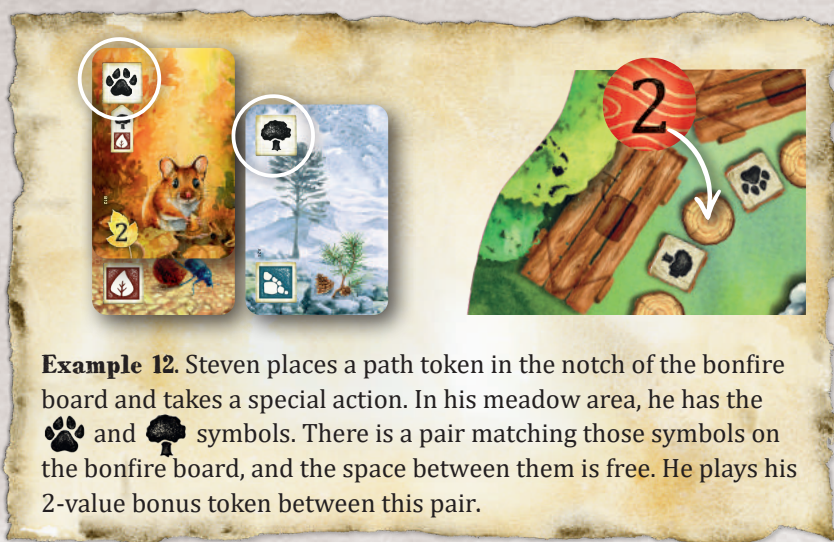 2
2
Example 12. Steven places a path token in the notch of the bonfire
board and takes a special action. In his meadow area, he has the
and symbols. There is a pair matching those symbols on
the bonfire board, and the space between them is free. He plays his
2-value bonus token between this pair.